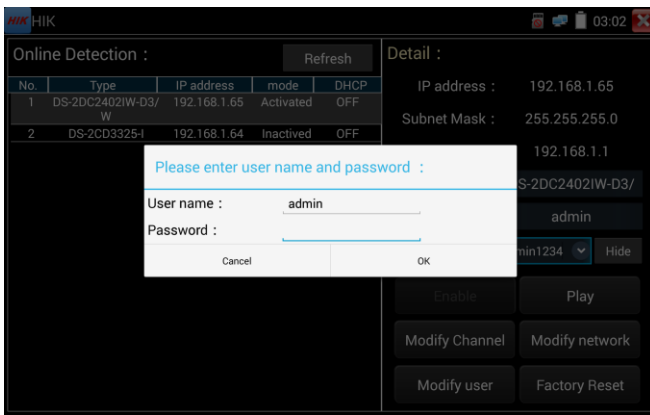 HIK HIK 03:02
Online Detection : Refresh
No. Type IP address mode DHCP
1 DS-2DC2402IW-D3/W 192.168.1.65 Activated OFF
2 DS-2CD3325-I 192.168.1.64 Inactived OFF
Please enter user name and password :
User name : admin
Password :
Cancel OK
Detail :
IP address : 192.168.1.65
Subnet Mask : 255.255.255.0
192.168.1.1
S-2DC2402IW-D3/
admin
min1234 Hide
Enable Play
Modify Channel Modify network
Modify user Factory Reset